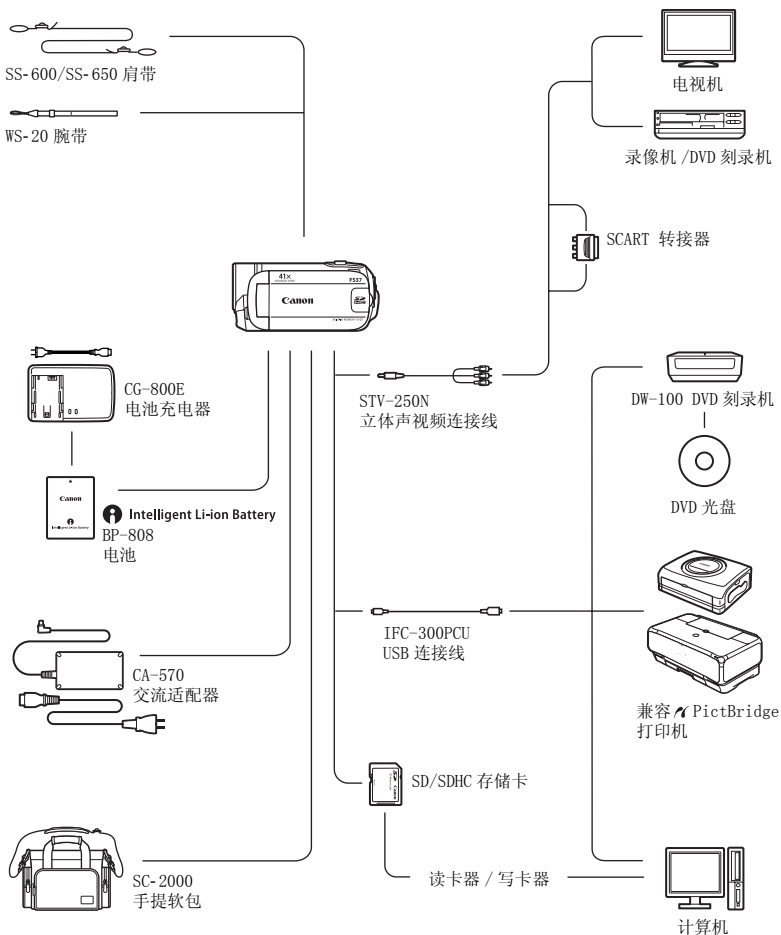 SS-600/SS-650 肩带
WS-20 腕带
电视机
录像机 /DVD 刻录机
SCART 转接器
41×
FS37
Canon
CG-800E
电池充电器
STV-250N
立体声视频连接线
DW-100 DVD 刻录机
DVD 光盘
Canon
Intelligent Li-ion Battery
Intelligent Li-ion Battery
BP-808
电池
IFC-300PCU
USB 连接线
CA-570
交流适配器
兼容 PictBridge
打印机
SD/SDHC 存储卡
SC-2000
手提软包
读卡器 / 写卡器
计算机